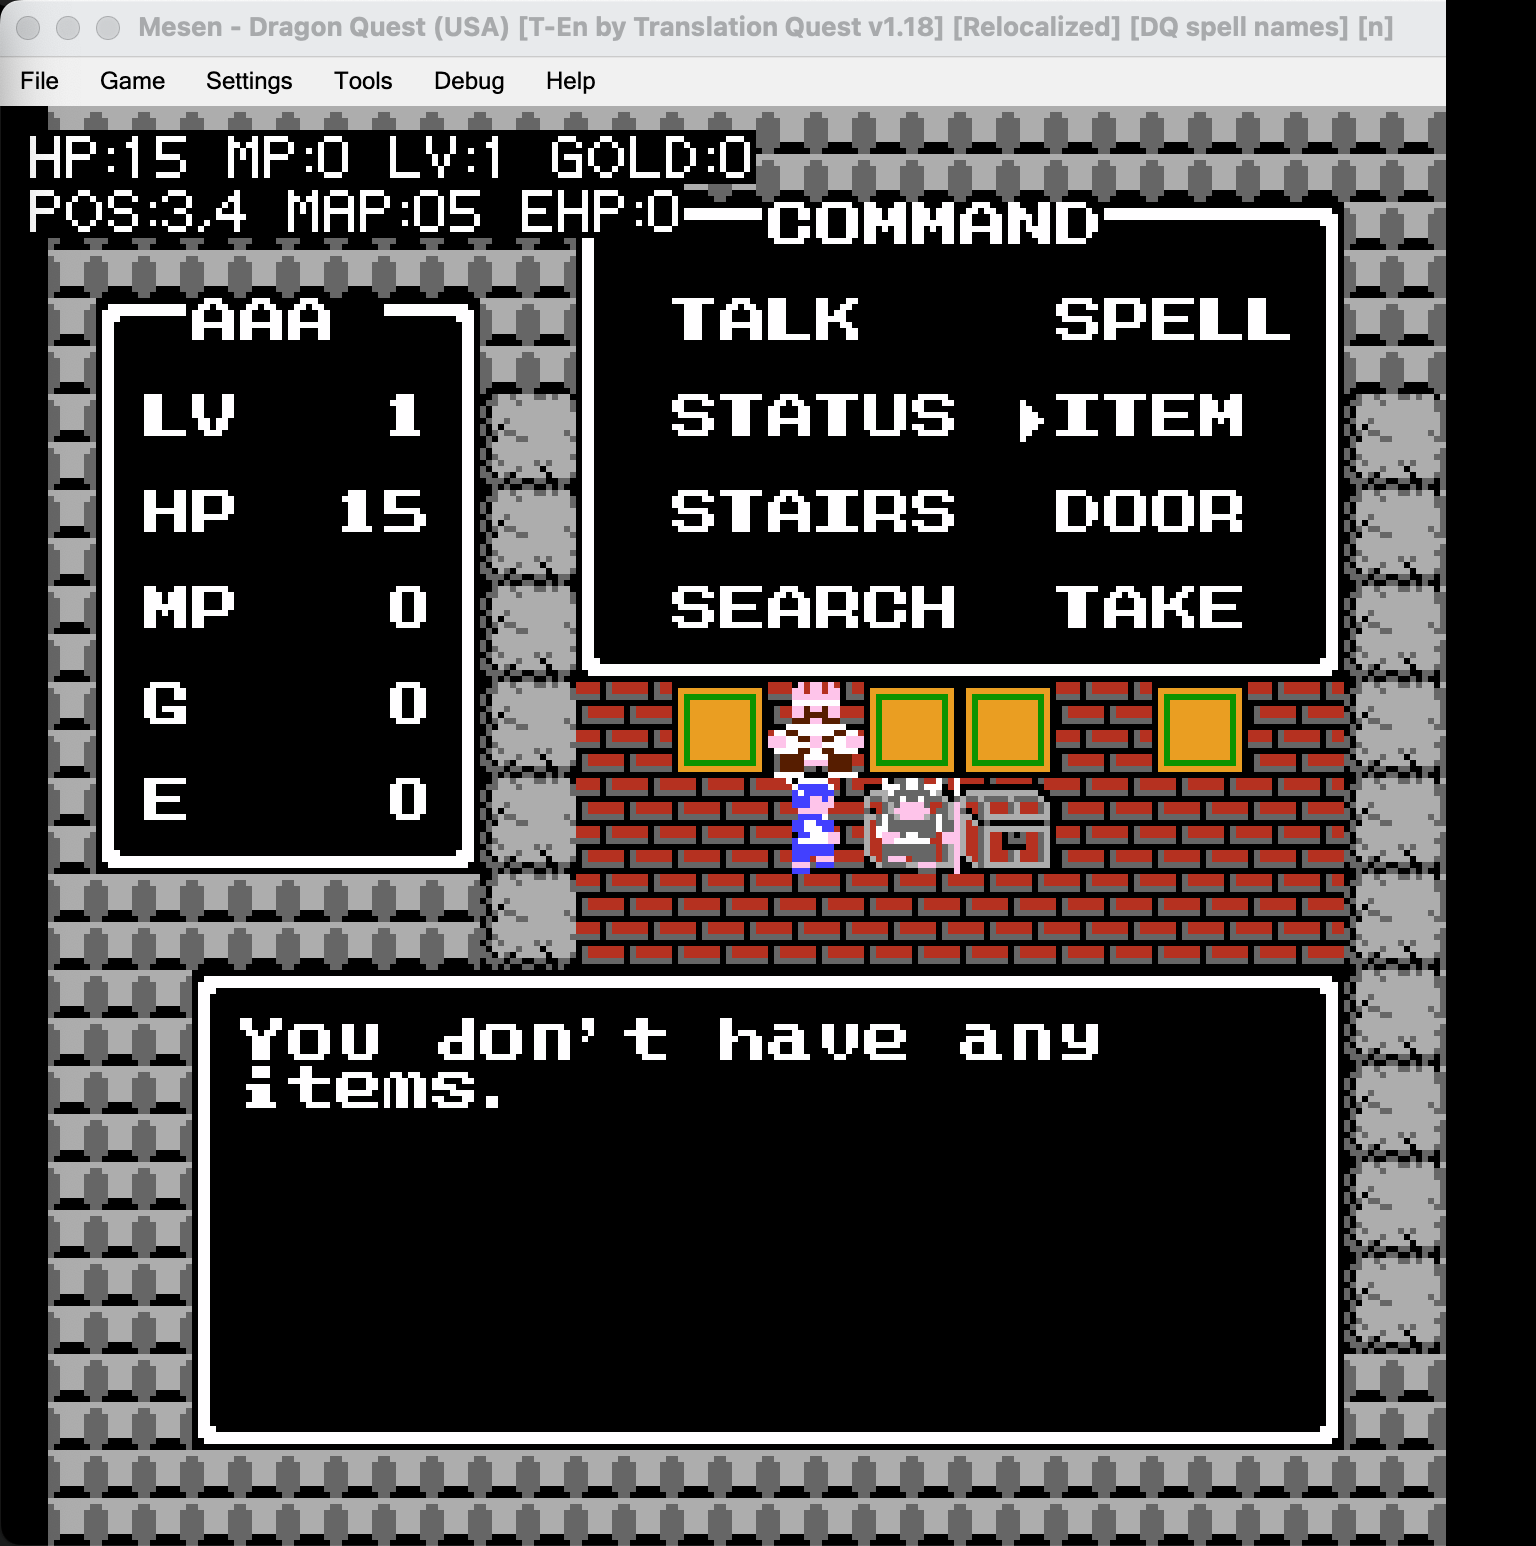 Mesen - Dragon Quest (USA) [T-En by Translation Quest v1.18] [Relocalized] [DQ spell names] [n]
File Game Settings Tools Debug Help
HP:15 MP:0 LV:1 GOLD:0
POS:3,4 MAP:05 EHP:0
COMMAND
TALK SPELL
STATUS ITEM
STAIRS DOOR
SEARCH TAKE
AAA
LV 1
HP 15
MP 0
G 0
E 0
You don't have any
items.